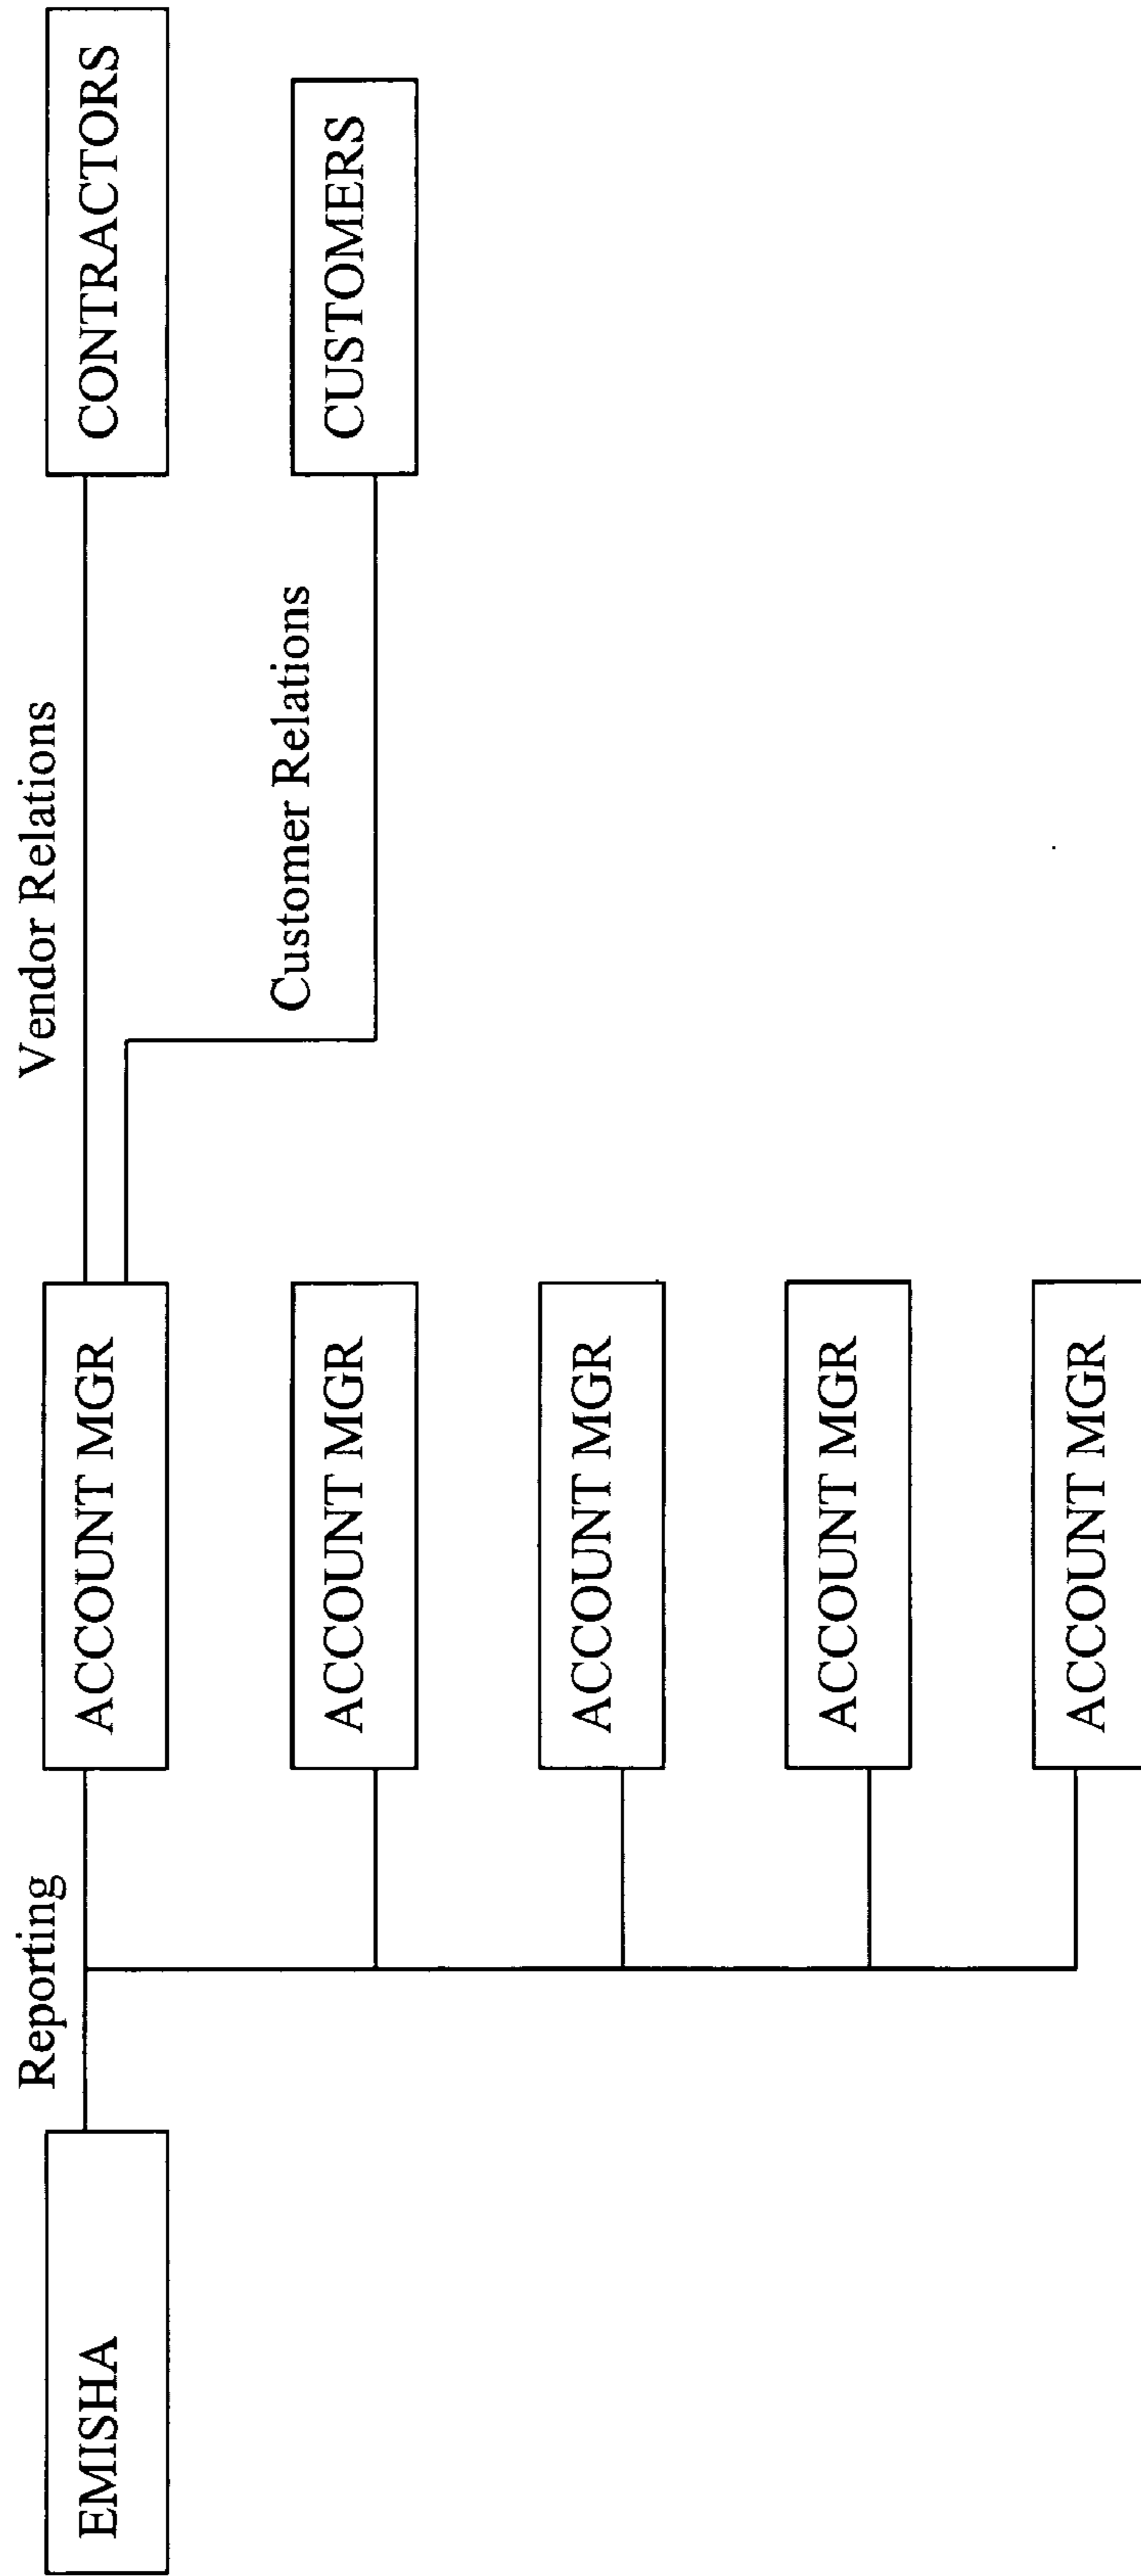 Reporting
Vendor Relations
EMISHA
ACCOUNT MGR
CONTRACTORS
Customer Relations
ACCOUNT MGR
CUSTOMERS
ACCOUNT MGR
ACCOUNT MGR
ACCOUNT MGR